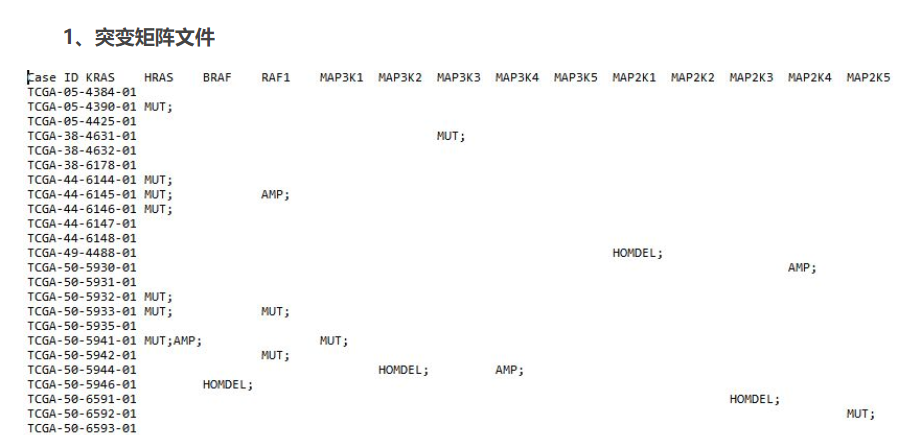 1、突变矩阵文件
Case ID KRAS HRAS BRAF RAF1 MAP3K1 MAP3K2 MAP3K3 MAP3K4 MAP3K5 MAP2K1 MAP2K2 MAP2K3 MAP2K4 MAP2K5
TCGA-05-4384-01
TCGA-05-4390-01 MUT;
TCGA-05-4425-01
TCGA-38-4631-01 MUT;
TCGA-38-4632-01
TCGA-38-6178-01
TCGA-44-6144-01 MUT;
TCGA-44-6145-01 MUT; AMP;
TCGA-44-6146-01 MUT;
TCGA-44-6147-01
TCGA-44-6148-01
TCGA-49-4488-01 HOMDEL;
TCGA-50-5930-01 AMP;
TCGA-50-5931-01
TCGA-50-5932-01 MUT;
TCGA-50-5933-01 MUT; MUT;
TCGA-50-5935-01
TCGA-50-5941-01 MUT;AMP; MUT;
TCGA-50-5942-01 MUT;
TCGA-50-5944-01 HOMDEL; AMP;
TCGA-50-5946-01 HOMDEL;
TCGA-50-6591-01 HOMDEL;
TCGA-50-6592-01 MUT;
TCGA-50-6593-01